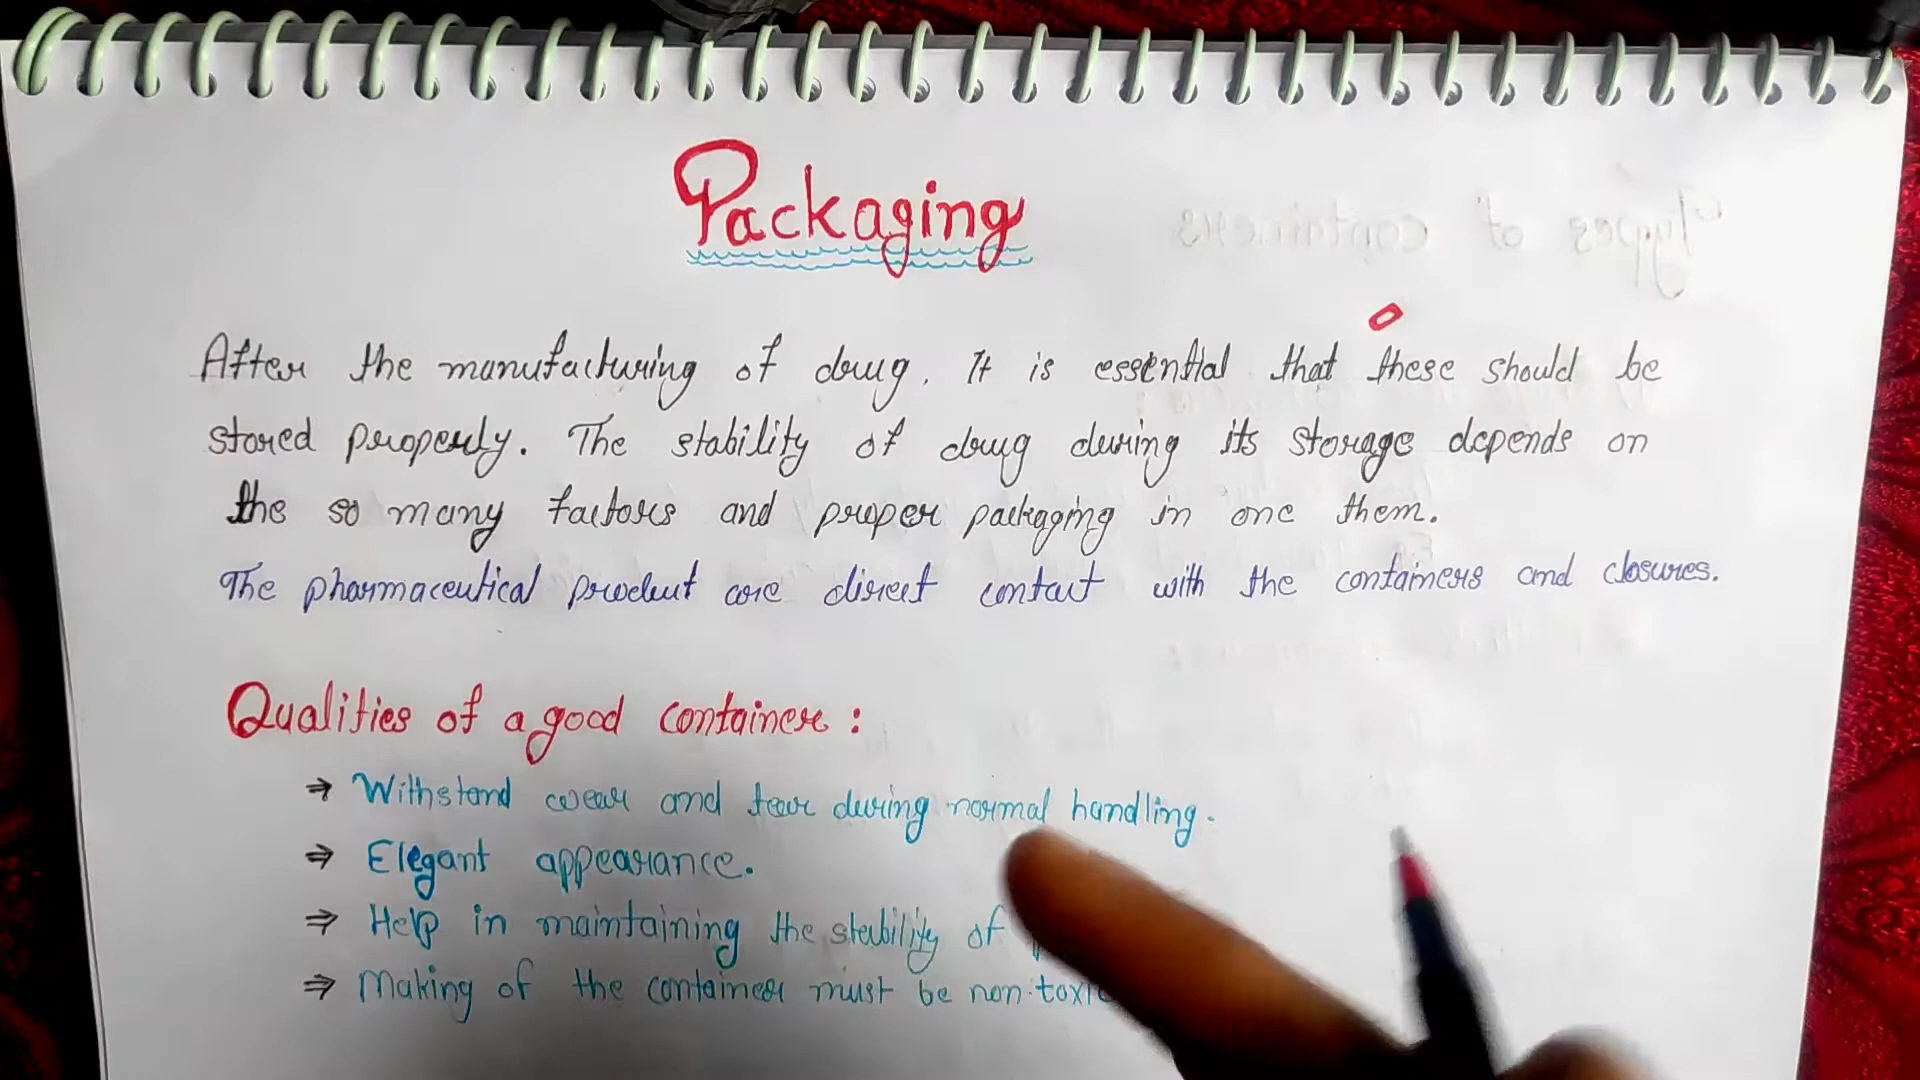 Packaging
Types of containers
After the manufacturing of drug. It is essential that these should be
stored properly. The stability of drug during its storage depends on
the so many factors and proper packaging in one them.
The pharmaceutical product are direct contact with the containers and closures.
Qualities of a good container :
⇒ Withstand wear and tear during normal handling.
⇒ Elegant appearance.
⇒ Help in maintaining the stability of
⇒ Making of the container must be non-toxic